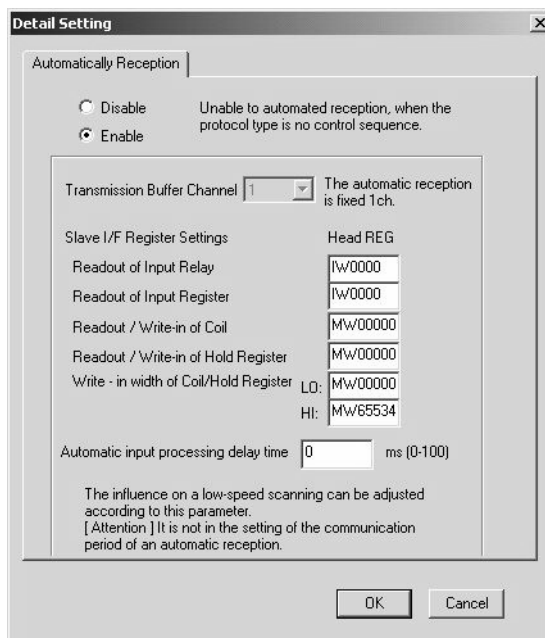 Detail Setting
Automatically Reception
Disable
Enable
Unable to automated reception, when the
protocol type is no control sequence.
Transmission Buffer Channel 1 The automatic reception
is fixed 1ch.
Slave I/F Register Settings Head REG
Readout of Input Relay IW0000
Readout of Input Register IW0000
Readout / Write-in of Coil MW00000
Readout / Write-in of Hold Register MW00000
Write - in width of Coil/Hold Register LO: MW00000
HI: MW65534
Automatic input processing delay time 0 ms (0-100)
The influence on a low-speed scanning can be adjusted
according to this parameter.
[ Attention ] It is not in the setting of the communication
period of an automatic reception.
OK Cancel